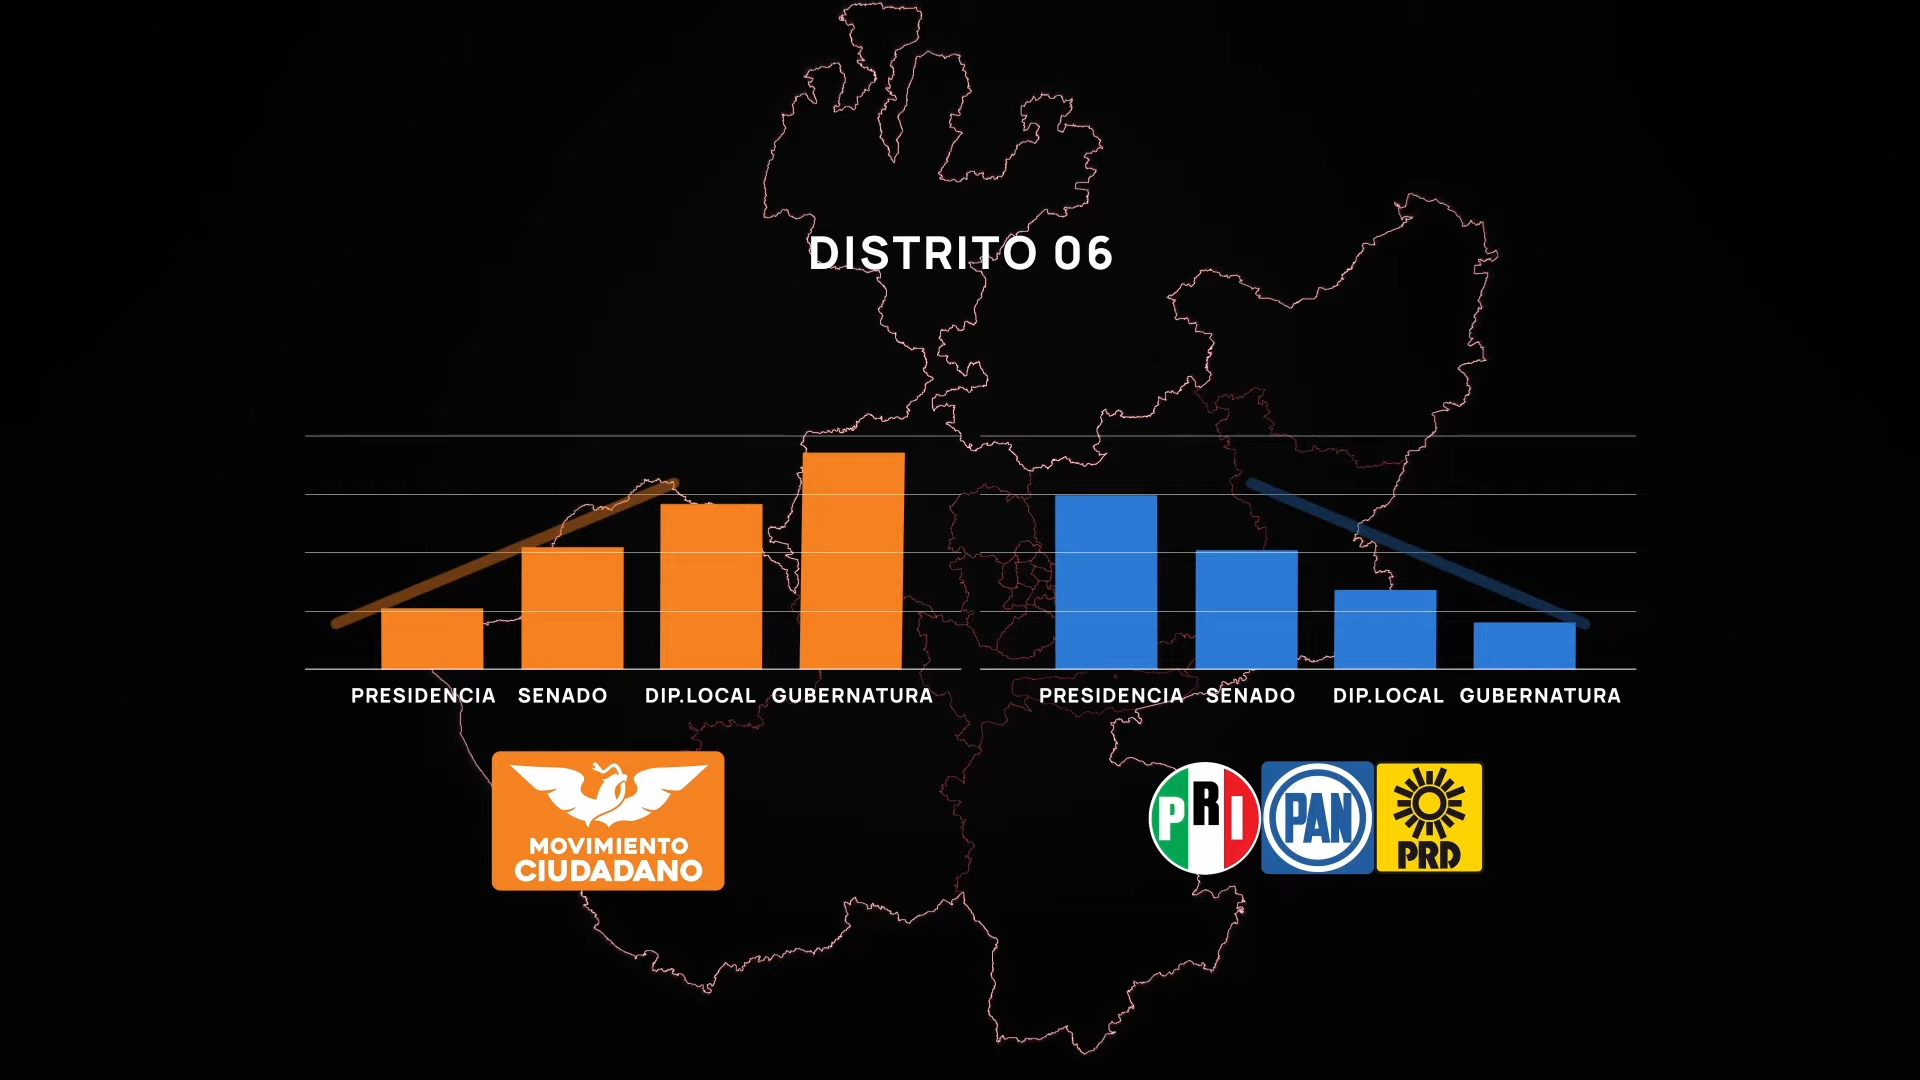 DISTRITO 06
PRESIDENCIA SENADO DIP.LOCAL GUBERNATURA
PRESIDENCIA SENADO DIP.LOCAL GUBERNATURA
MOVIMIENTO
CIUDADANO
PRI
PAN
PRD